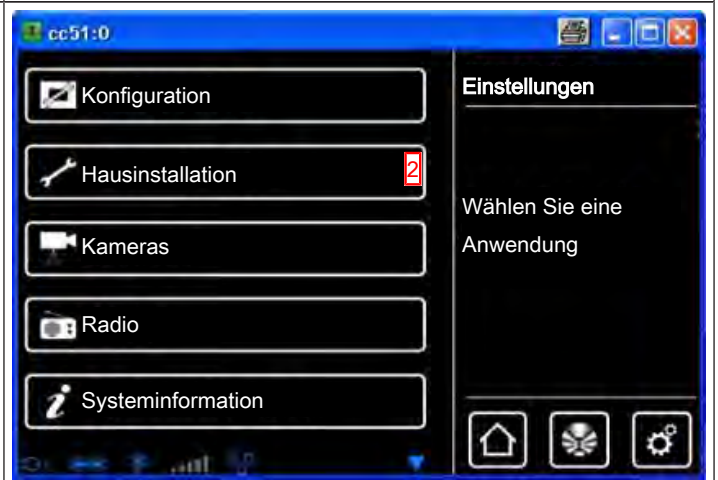 cc51:0
Konfiguration
Hausinstallation 2
Kameras
Radio
Systeminformation
Einstellungen
Wählen Sie eine
Anwendung